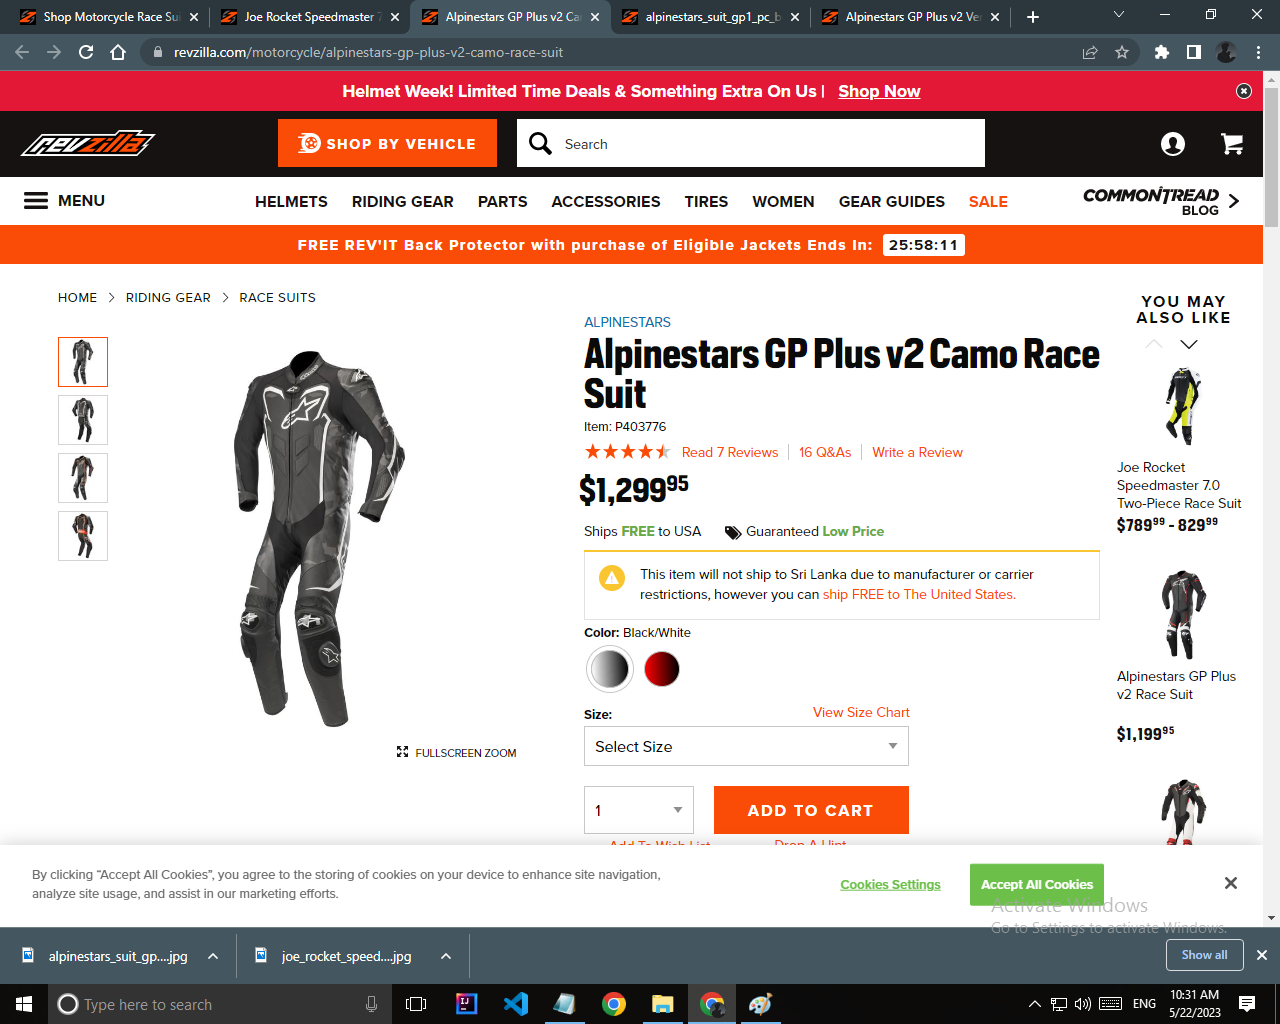 Shop Motorcycle Race Sui
Joe Rocket Speedmaster 7
Alpinestars GP Plus v2 Ca
alpinestars_suit_gp1_pc_b
Alpinestars GP Plus v2 Ve
revzilla.com/motorcycle/alpinestars-gp-plus-v2-camo-race-suit
Helmet Week! Limited Time Deals & Something Extra On Us | Shop Now
revzilla
SHOP BY VEHICLE
Search
MENU
HELMETS RIDING GEAR PARTS ACCESSORIES TIRES WOMEN GEAR GUIDES SALE
COMMON TREAD
BLOG
FREE REV'IT Back Protector with purchase of Eligible Jackets Ends In: 25:58:11
HOME > RIDING GEAR > RACE SUITS
ALPINESTARS
Alpinestars GP Plus v2 Camo Race
Suit
Item: P403776
Read 7 Reviews | 16 Q&As | Write a Review
$1,299.95
Ships FREE to USA
Guaranteed Low Price
This item will not ship to Sri Lanka due to manufacturer or carrier
restrictions, however you can ship FREE to The United States.
Color: Black/White
Size:
View Size Chart
Select Size
1
ADD TO CART
Add To Wish List
Drop A Hint
FULLSCREEN ZOOM
YOU MAY
ALSO LIKE
Joe Rocket
Speedmaster 7.0
Two-Piece Race Suit
$789.99 - 829.99
Alpinestars GP Plus
v2 Race Suit
$1,199.95
By clicking “Accept All Cookies”, you agree to the storing of cookies on your device to enhance site navigation,
analyze site usage, and assist in our marketing efforts.
Cookies Settings
Accept All Cookies
Activate Windows
Go to Settings to activate Windows.
alpinestars_suit_gp....jpg
joe_rocket_speed....jpg
Show all
Type here to search
ENG
10:31 AM
5/22/2023